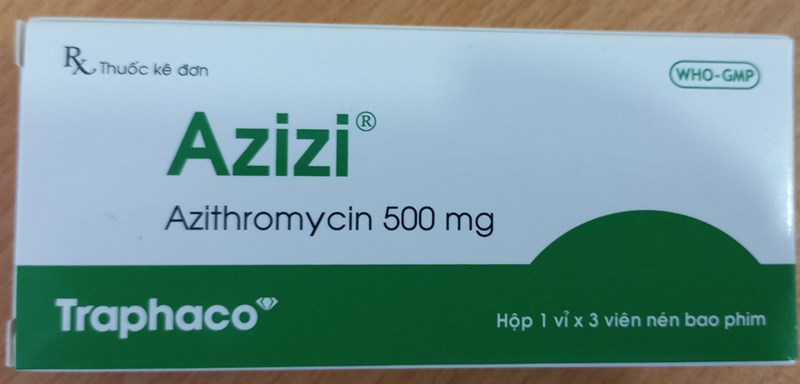 Rx Thuốc kê đơn
WHO-GMP
Azizi®
Azithromycin 500 mg
Traphaco
Hộp 1 vỉ x 3 viên nén bao phim